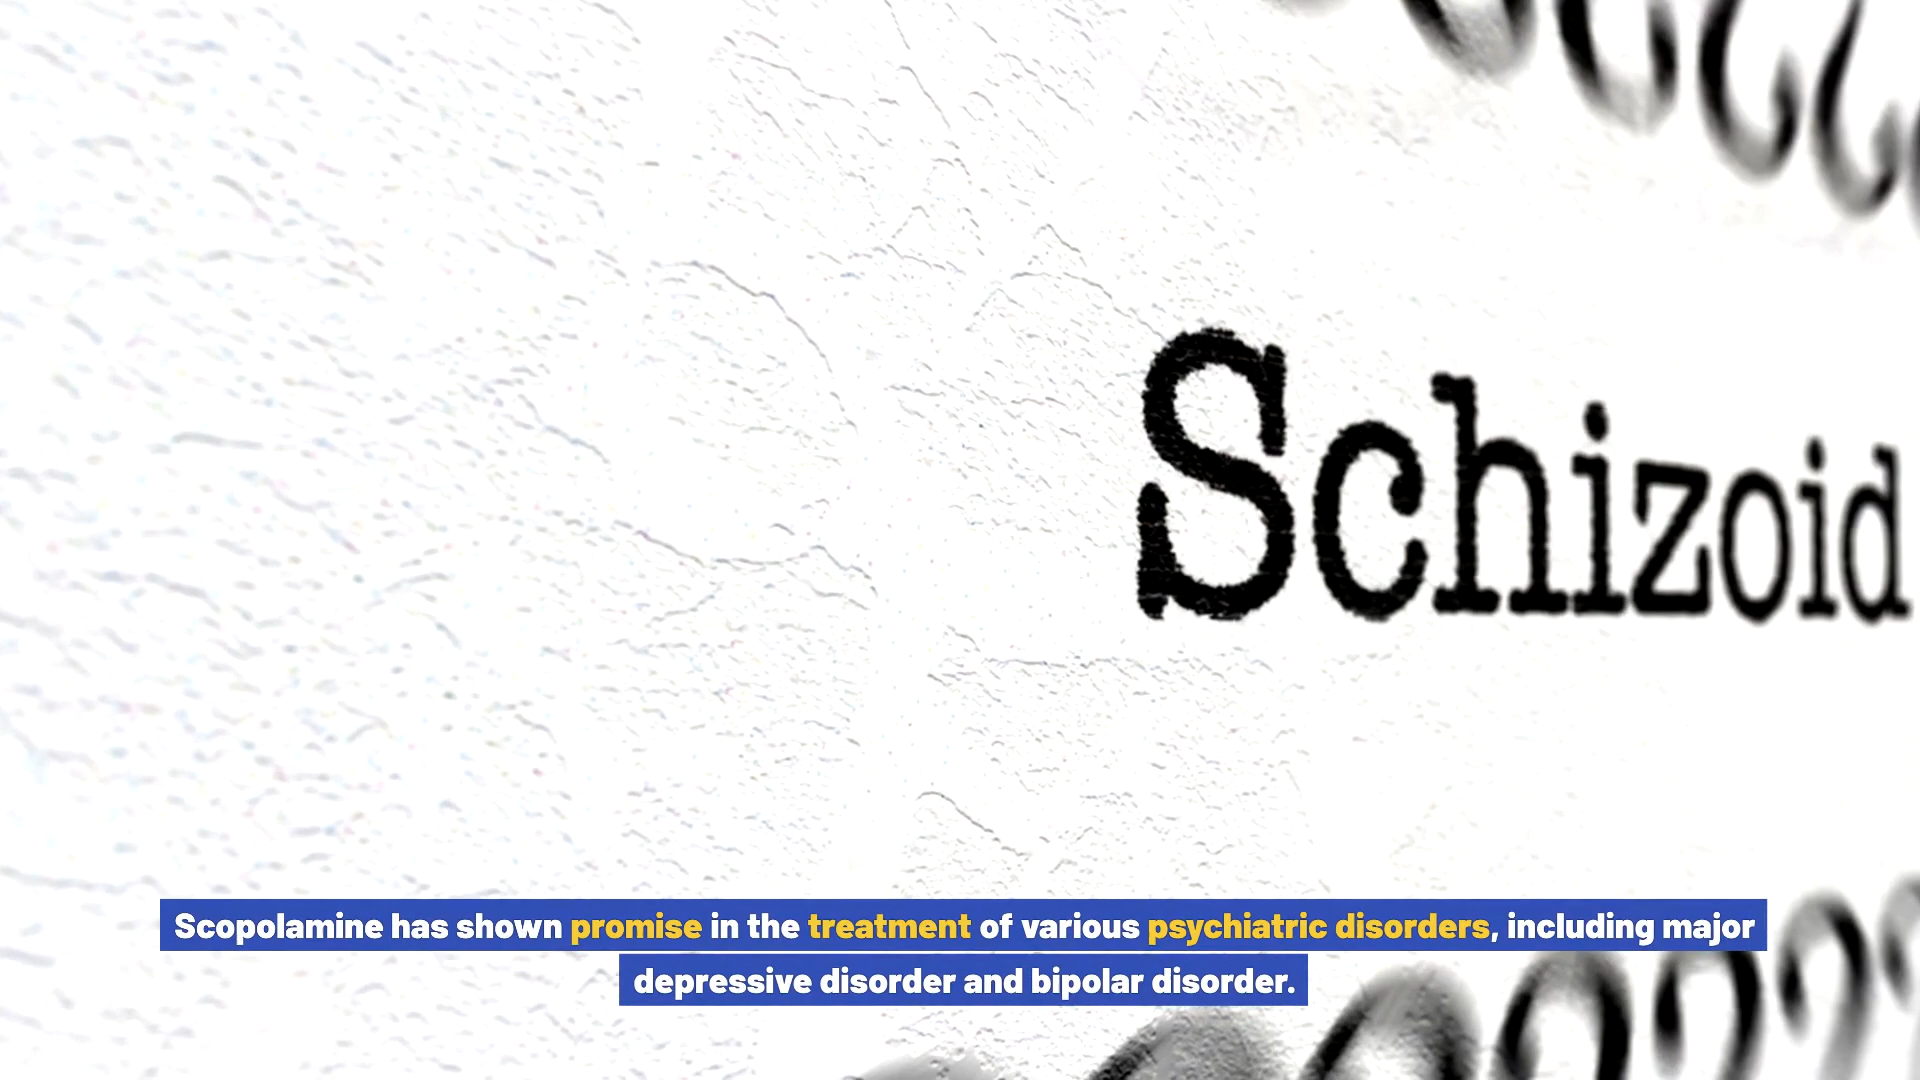 Schizoid
Scopolamine has shown promise in the treatment of various psychiatric disorders, including major
depressive disorder and bipolar disorder.